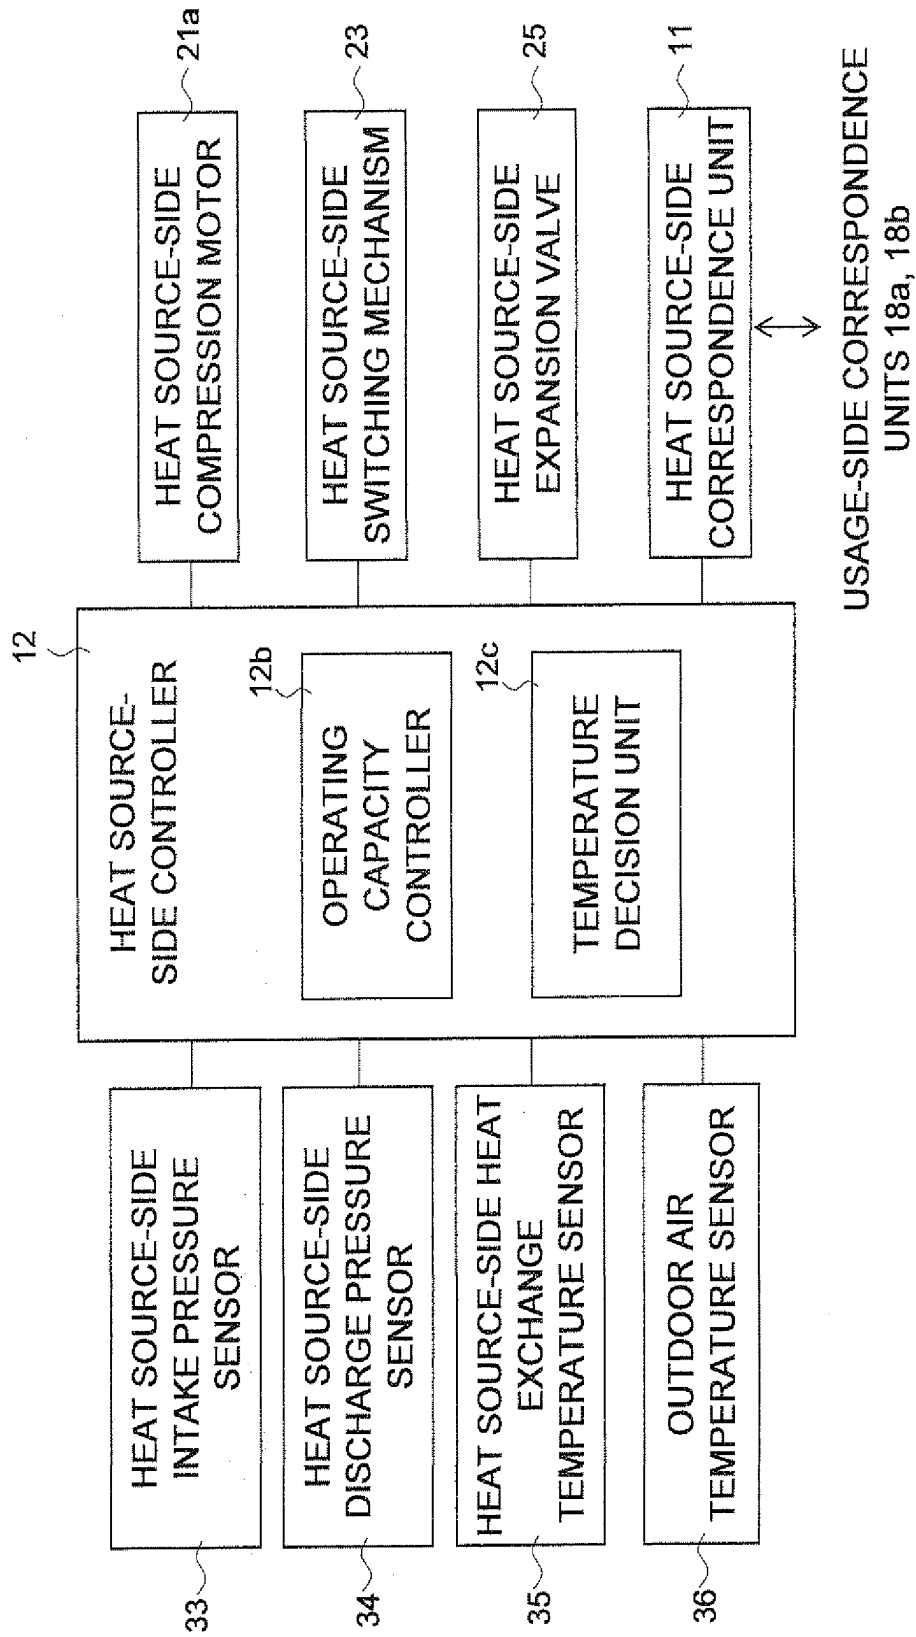 12
HEAT SOURCE-
SIDE CONTROLLER
12b
OPERATING
CAPACITY
CONTROLLER
12c
TEMPERATURE
DECISION UNIT
33
HEAT SOURCE-SIDE
INTAKE PRESSURE
SENSOR
34
HEAT SOURCE-SIDE
DISCHARGE PRESSURE
SENSOR
35
HEAT SOURCE-SIDE HEAT
EXCHANGE
TEMPERATURE SENSOR
36
OUTDOOR AIR
TEMPERATURE SENSOR
HEAT SOURCE-SIDE
COMPRESSION MOTOR
21a
HEAT SOURCE-SIDE
SWITCHING MECHANISM
23
HEAT SOURCE-SIDE
EXPANSION VALVE
25
HEAT SOURCE-SIDE
CORRESPONDENCE UNIT
11
USAGE-SIDE CORRESPONDENCE
UNITS 18a, 18b